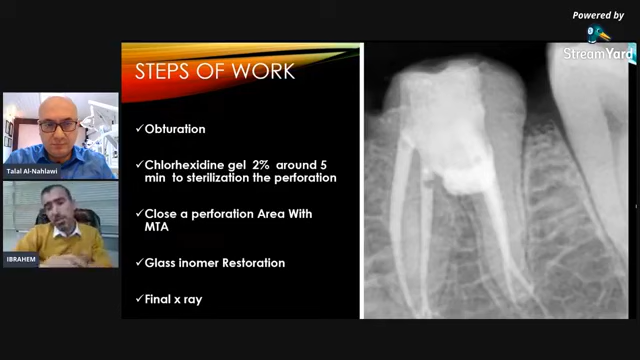 Powered by
StreamYard
STEPS OF WORK
✓Obturation
✓Chlorhexidine gel 2% around 5
min to sterilization the perforation
✓Close a perforation Area With
MTA
✓Glass inomer Restoration
✓Final x ray
Talal Al-Nahlawi
IBRAHEM